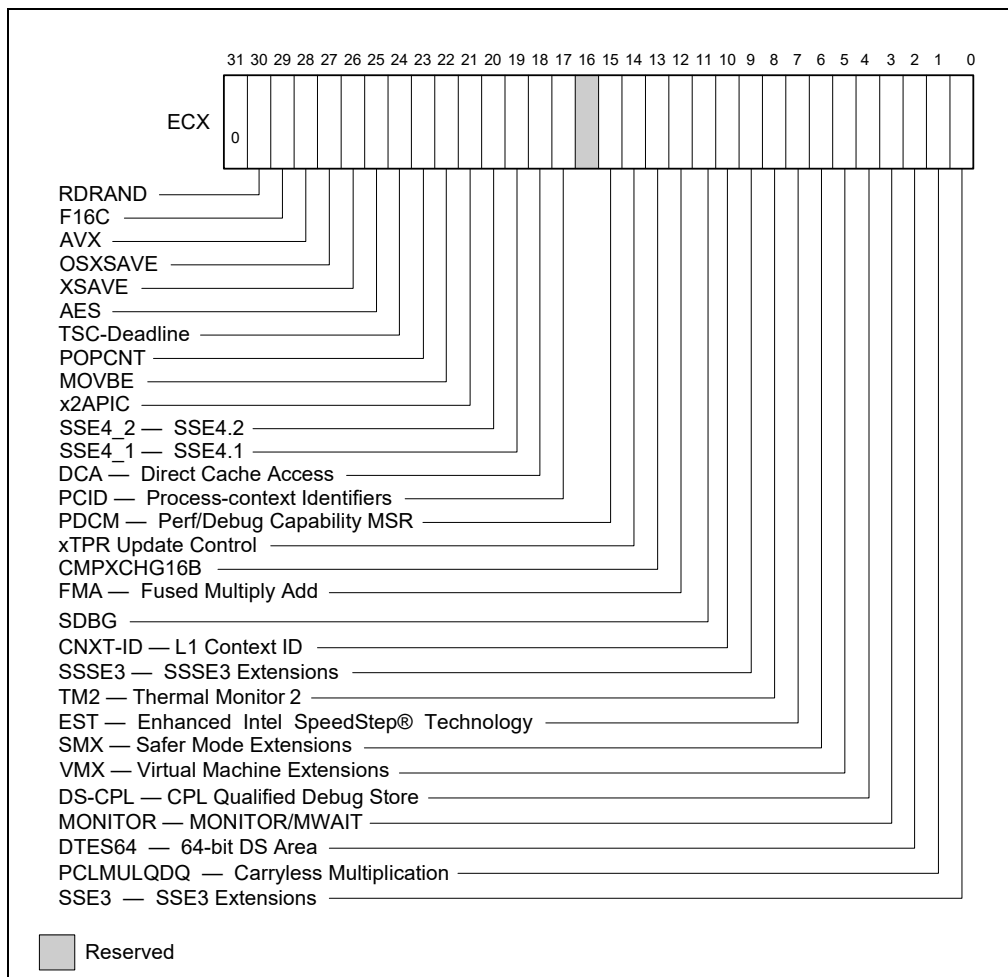 31 30 29 28 27 26 25 24 23 22 21 20 19 18 17 16 15 14 13 12 11 10 9 8 7 6 5 4 3 2 1 0
ECX
0
RDRAND
F16C
AVX
OSXSAVE
XSAVE
AES
TSC-Deadline
POPCNT
MOVBE
x2APIC
SSE4_2 — SSE4.2
SSE4_1 — SSE4.1
DCA — Direct Cache Access
PCID — Process-context Identifiers
PDCM — Perf/Debug Capability MSR
xTPR Update Control
CMPXCHG16B
FMA — Fused Multiply Add
SDBG
CNXT-ID — L1 Context ID
SSSE3 — SSSE3 Extensions
TM2 — Thermal Monitor 2
EST — Enhanced Intel SpeedStep® Technology
SMX — Safer Mode Extensions
VMX — Virtual Machine Extensions
DS-CPL — CPL Qualified Debug Store
MONITOR — MONITOR/MWAIT
DTES64 — 64-bit DS Area
PCLMULQDQ — Carryless Multiplication
SSE3 — SSE3 Extensions
Reserved